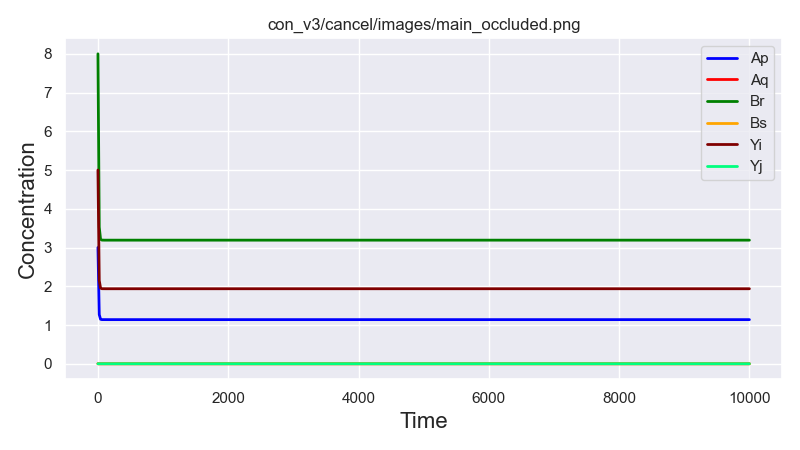 con_v3/cancel/images/main_occluded.png
Concentration
8
7
6
5
4
3
2
1
0
Ap
Aq
Br
Bs
Yi
Yj
0 2000 4000 6000 8000 10000
Time